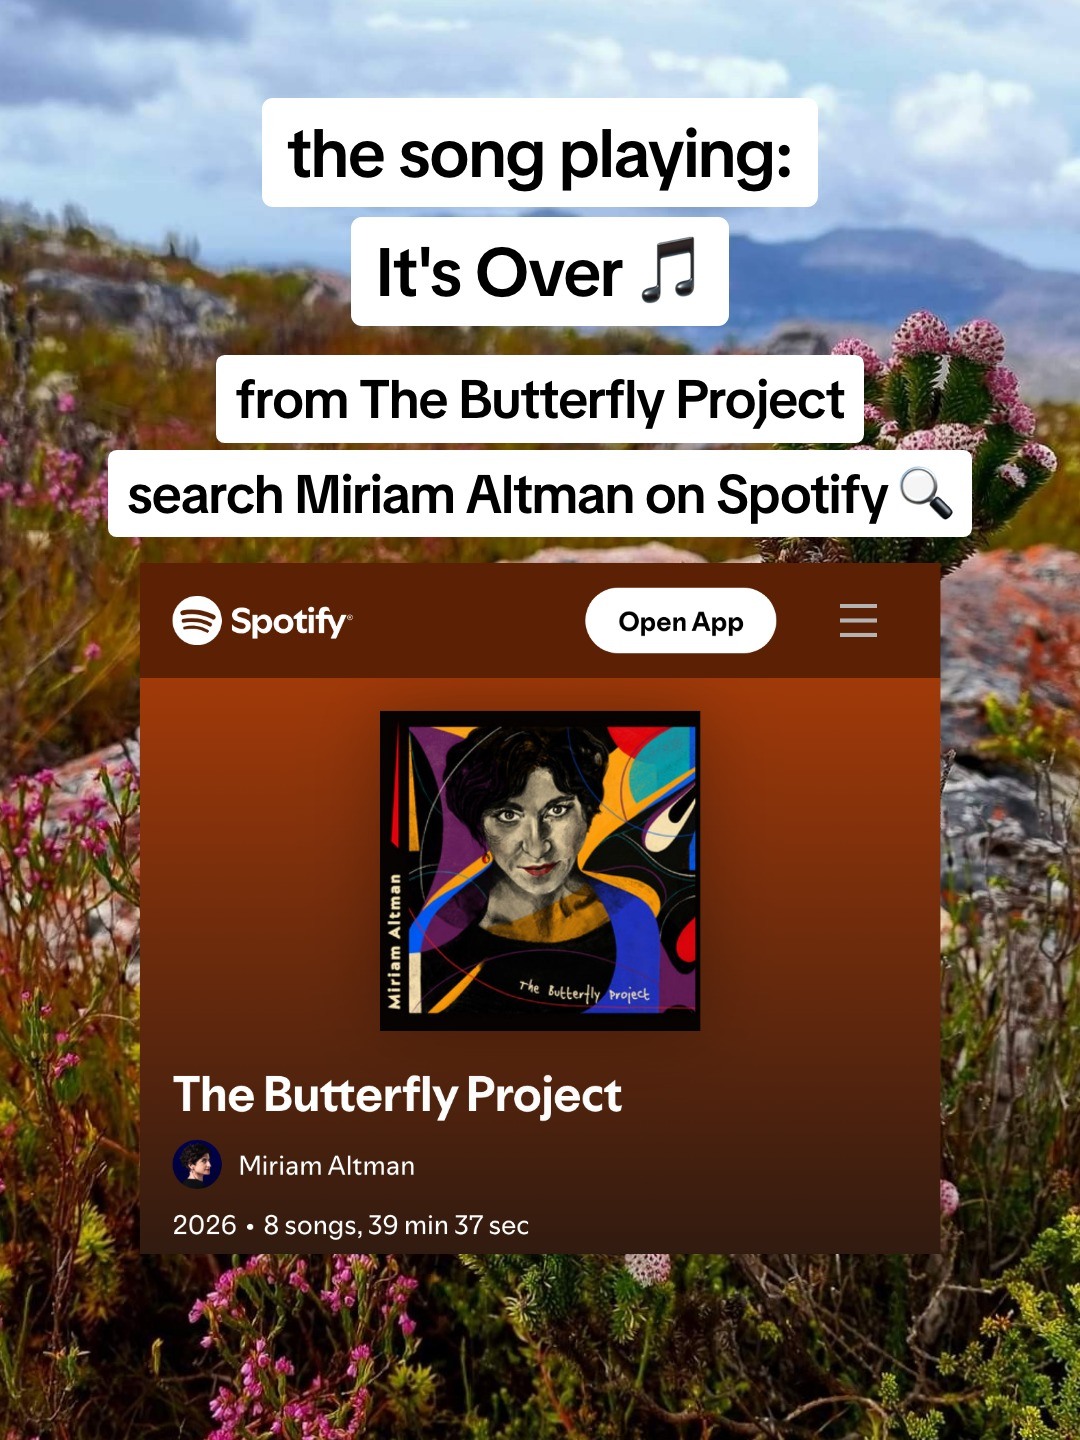 the song playing:
It's Over 🎵
from The Butterfly Project
search Miriam Altman on Spotify 🔍
Spotify®
Open App
Miriam Altman
The Butterfly Project
The Butterfly Project
Miriam Altman
2026 • 8 songs, 39 min 37 sec